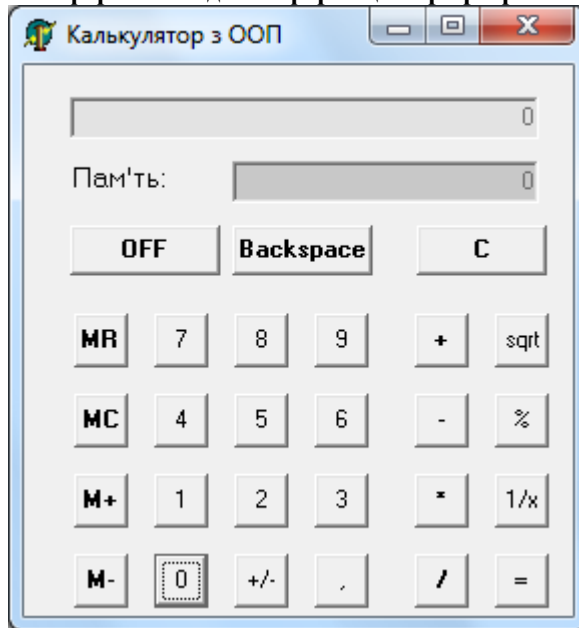 Калькулятор з ООП
0
Пам'ть: 0
OFF Backspace C
MR 7 8 9 + sqrt
MC 4 5 6 - %
M+ 1 2 3 * 1/x
M- 0 +/- , / =